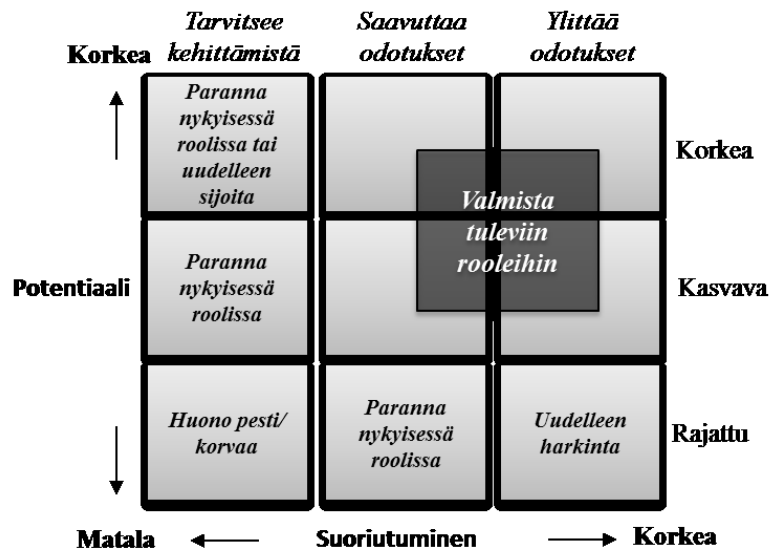 Tarvitsee kehittämistä
Saavuttaa odotukset
Ylittää odotukset
Korkea
Paranna
nykyisessä
roolissa tai
uudelleen
sijoita
Korkea
Valmista
tuleviin
rooleihin
Potentiaali
Paranna
nykyisessä
roolissa
Kasvava
Huono pesti/
korvaa
Paranna
nykyisessä
roolissa
Uudelleen
harkinta
Rajattu
Matala
Suoriutuminen
Korkea